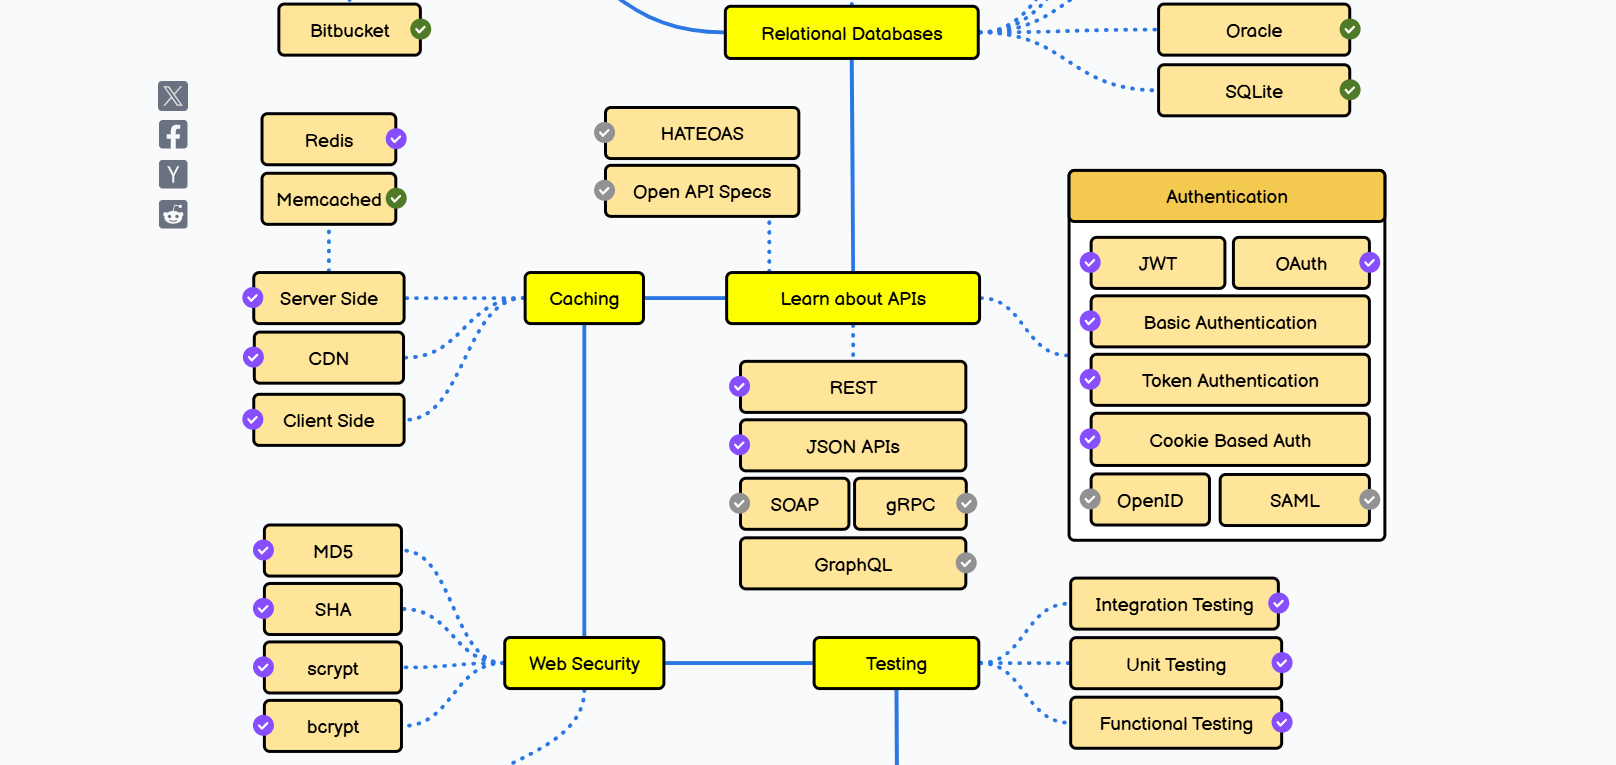 Bitbucket
Relational Databases
Oracle
SQLite
Redis
Memcached
HATEOAS
Open API Specs
Authentication
JWT
OAuth
Basic Authentication
Token Authentication
Cookie Based Auth
OpenID
SAML
Server Side
CDN
Client Side
Caching
Learn about APIs
REST
JSON APIs
SOAP
gRPC
GraphQL
MD5
SHA
scrypt
bcrypt
Web Security
Testing
Integration Testing
Unit Testing
Functional Testing